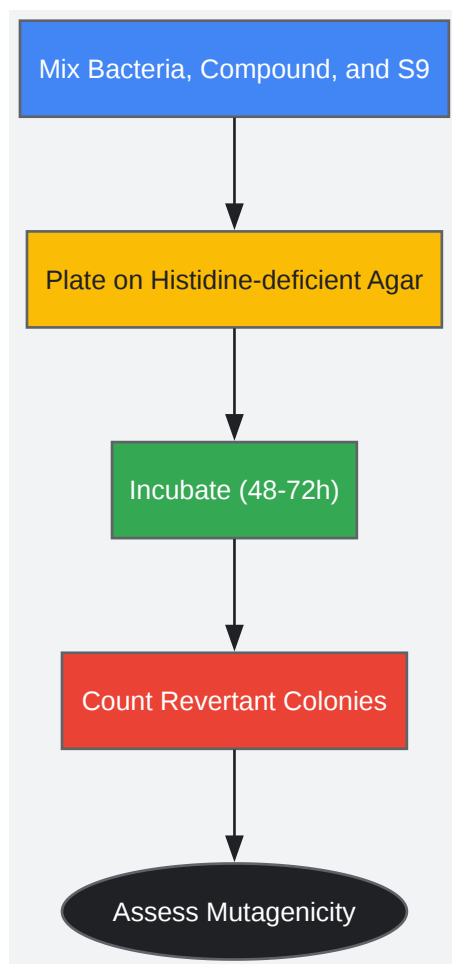 Mix Bacteria, Compound, and S9
Plate on Histidine-deficient Agar
Incubate (48-72h)
Count Revertant Colonies
Assess Mutagenicity